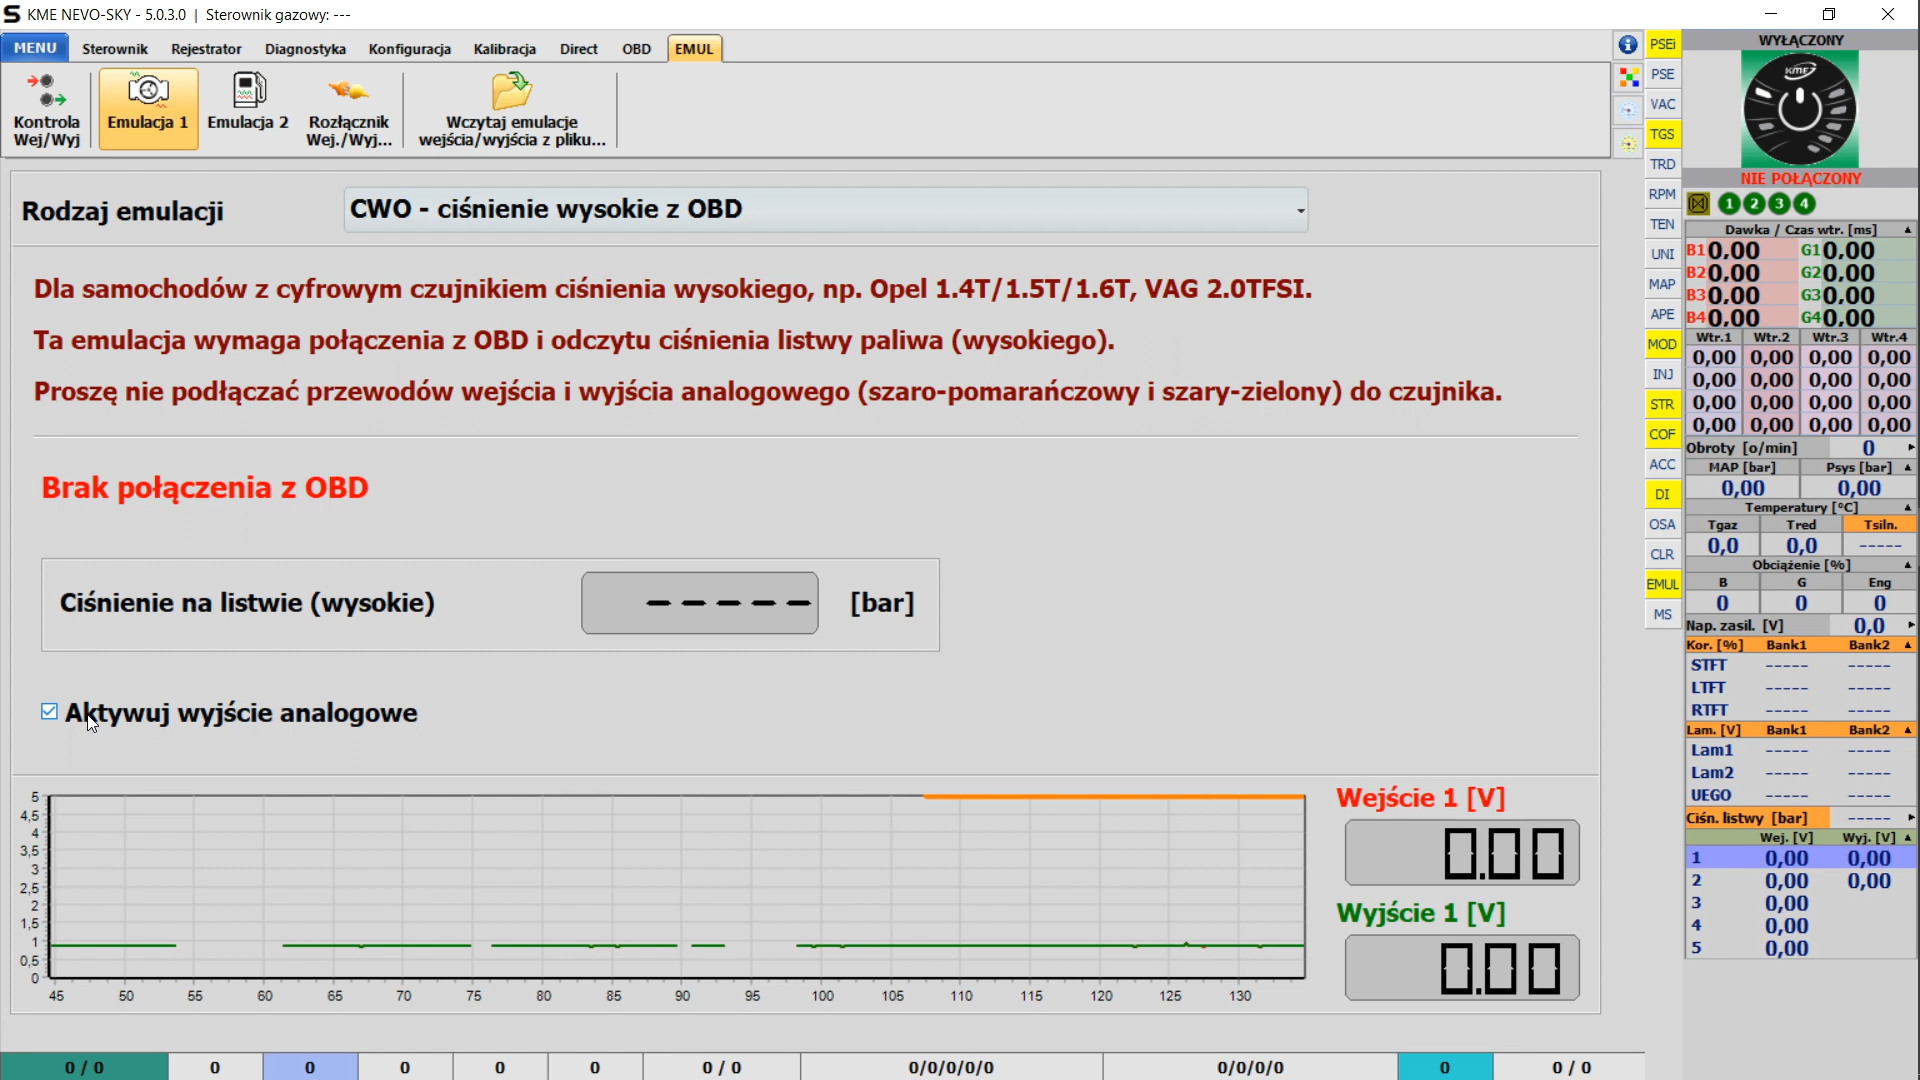 KME NEVO-SKY - 5.0.3.0 | Sterownik gazowy: ---
MENU Sterownik Rejestrator Diagnostyka Konfiguracja Kalibracja Direct OBD EMUL
Kontrola Wej/Wyj
Emulacja 1
Emulacja 2
Rozłącznik Wej./Wyj...
Wczytaj emulacje wejścia/wyjścia z pliku...
Rodzaj emulacji
CWO - ciśnienie wysokie z OBD
Dla samochodów z cyfrowym czujnikiem ciśnienia wysokiego, np. Opel 1.4T/1.5T/1.6T, VAG 2.0TFSI.
Ta emulacja wymaga połączenia z OBD i odczytu ciśnienia listwy paliwa (wysokiego).
Proszę nie podłączać przewodów wejścia i wyjścia analogowego (szaro-pomarańczowy i szary-zielony) do czujnika.
Brak połączenia z OBD
Ciśnienie na listwie (wysokie) ----- [bar]
Aktywuj wyjście analogowe
5
4,5
4
3,5
3
2,5
2
1,5
1
0,5
0
45 50 55 60 65 70 75 80 85 90 95 100 105 110 115 120 125 130
Wejście 1 [V]
0.00
Wyjście 1 [V]
0.00
0 / 0 0 0 0 0 0 0 / 0 0/0/0/0/0 0/0/0/0 0 0 / 0
PSEi
PSE
VAC
TGS
TRD
RPM
TEN
UNI
MAP
APE
MOD
INJ
STR
COF
ACC
DI
OSA
CLR
EMUL
MS
WYŁĄCZONY
KME
NIE POŁĄCZONY
1 2 3 4
Dawka / Czas wtr. [ms]
B1 0,00 G1 0,00
B2 0,00 G2 0,00
B3 0,00 G3 0,00
B4 0,00 G4 0,00
Wtr.1 Wtr.2 Wtr.3 Wtr.4
0,00 0,00 0,00 0,00
0,00 0,00 0,00 0,00
0,00 0,00 0,00 0,00
0,00 0,00 0,00 0,00
Obroty [o/min] 0
MAP [bar] Psys [bar]
0,00 0,00
Temperatury [°C]
Tgaz Tred Tsiln.
0,0 0,0 -----
Obciążenie [%]
B G Eng
0 0 0
Nap. zasil. [V] 0,0
Kor. [%] Bank1 Bank2
STFT ----- -----
LTFT ----- -----
RTFT ----- -----
Lam. [V] Bank1 Bank2
Lam1 ----- -----
Lam2 ----- -----
UEGO ----- -----
Ciśn. listwy [bar] -----
Wej. [V] Wyj. [V]
1 0,00 0,00
2 0,00 0,00
3 0,00
4 0,00
5 0,00